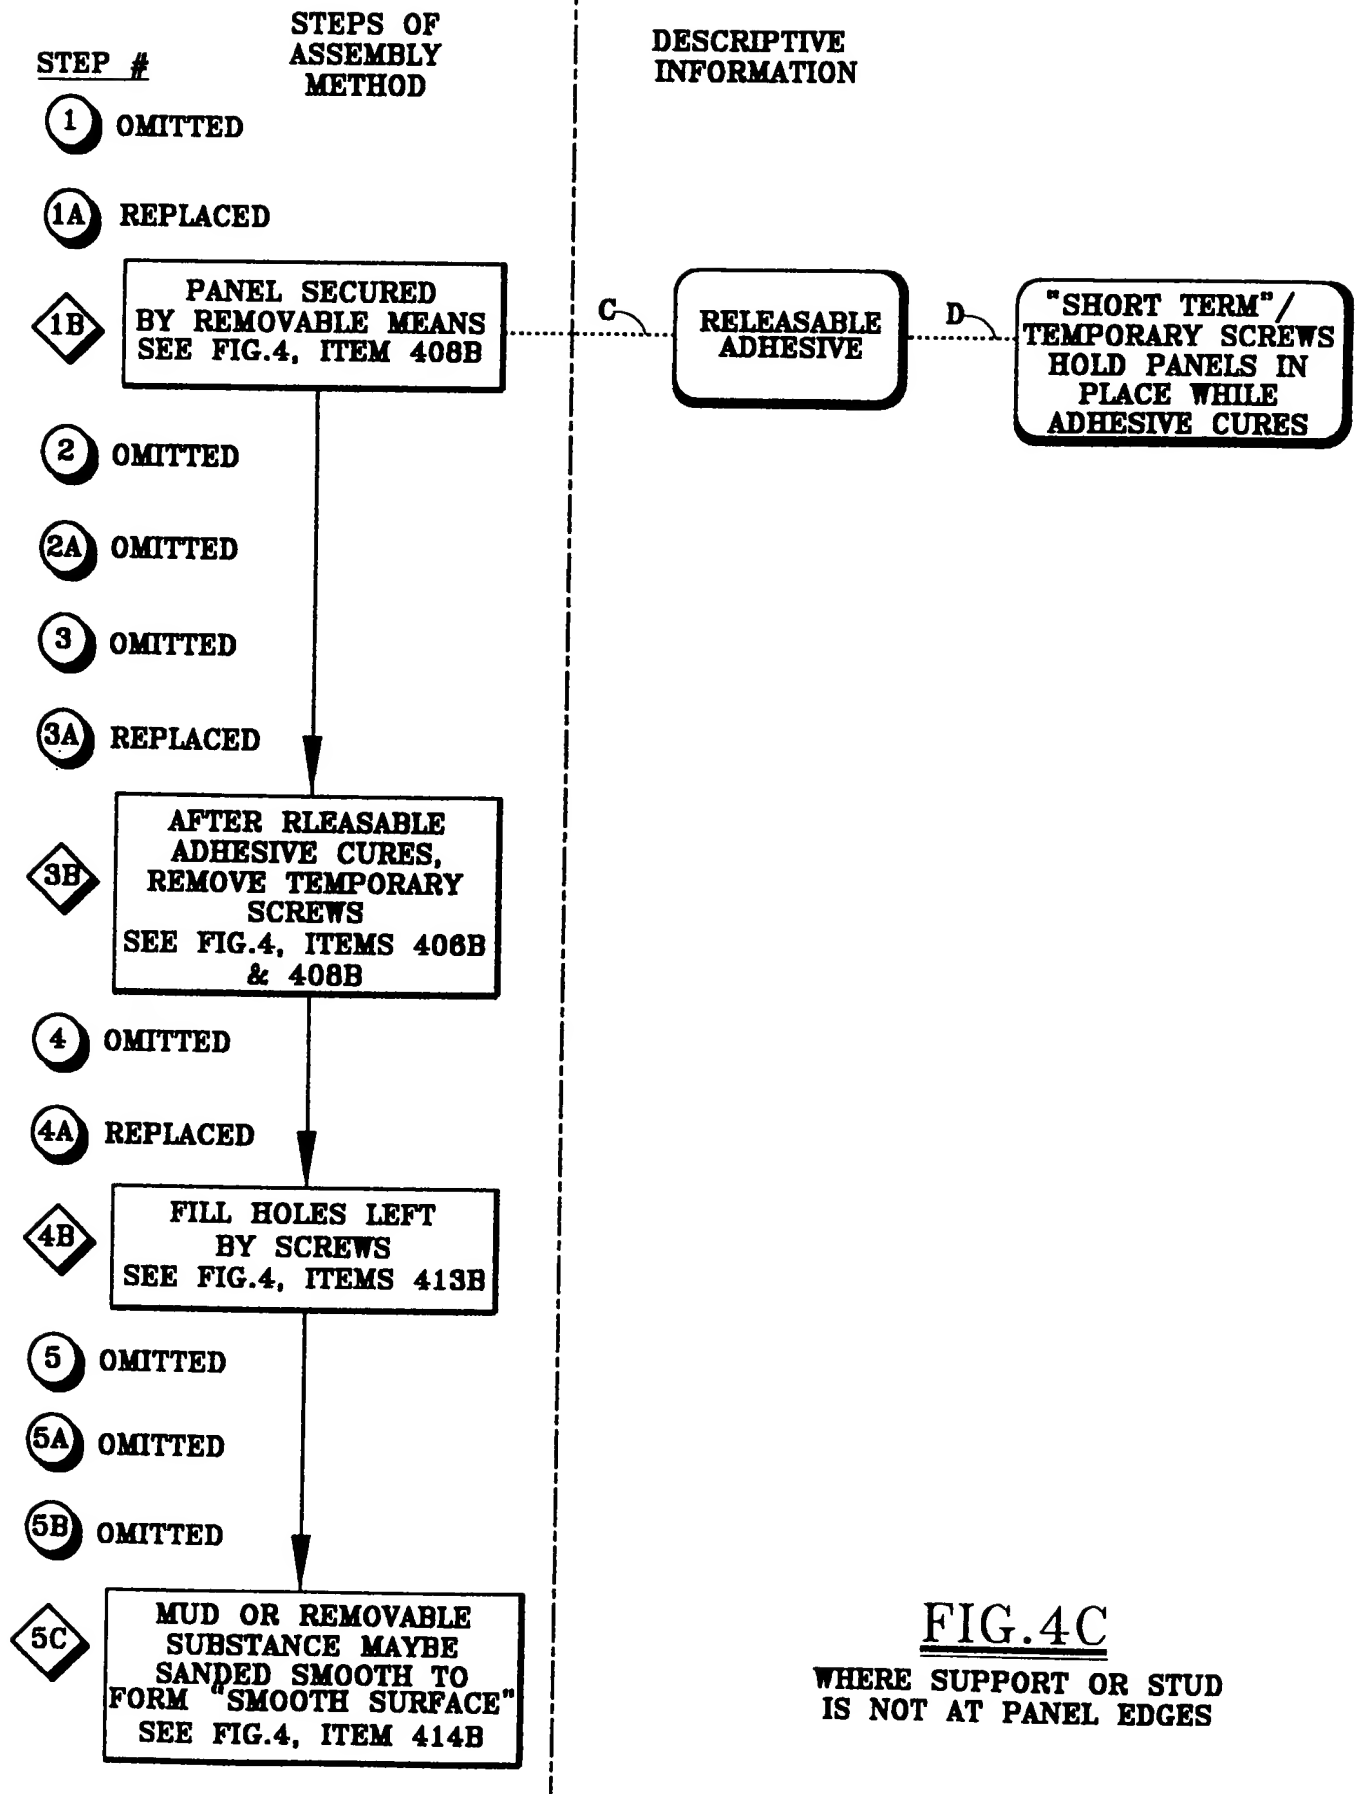 STEP #
STEPS OF
ASSEMBLY
METHOD
DESCRIPTIVE
INFORMATION
1 OMITTED
1A REPLACED
1B
PANEL SECURED
BY REMOVABLE MEANS
SEE FIG.4, ITEM 408B
C
RELEASABLE
ADHESIVE
D
"SHORT TERM"/
TEMPORARY SCREWS
HOLD PANELS IN
PLACE WHILE
ADHESIVE CURES
2 OMITTED
2A OMITTED
3 OMITTED
3A REPLACED
3B
AFTER RLEASABLE
ADHESIVE CURES,
REMOVE TEMPORARY
SCREWS
SEE FIG.4, ITEMS 406B
& 408B
4 OMITTED
4A REPLACED
4B
FILL HOLES LEFT
BY SCREWS
SEE FIG.4, ITEMS 413B
5 OMITTED
5A OMITTED
5B OMITTED
5C
MUD OR REMOVABLE
SUBSTANCE MAYBE
SANDED SMOOTH TO
FORM "SMOOTH SURFACE"
SEE FIG.4, ITEM 414B
FIG.4C
WHERE SUPPORT OR STUD
IS NOT AT PANEL EDGES